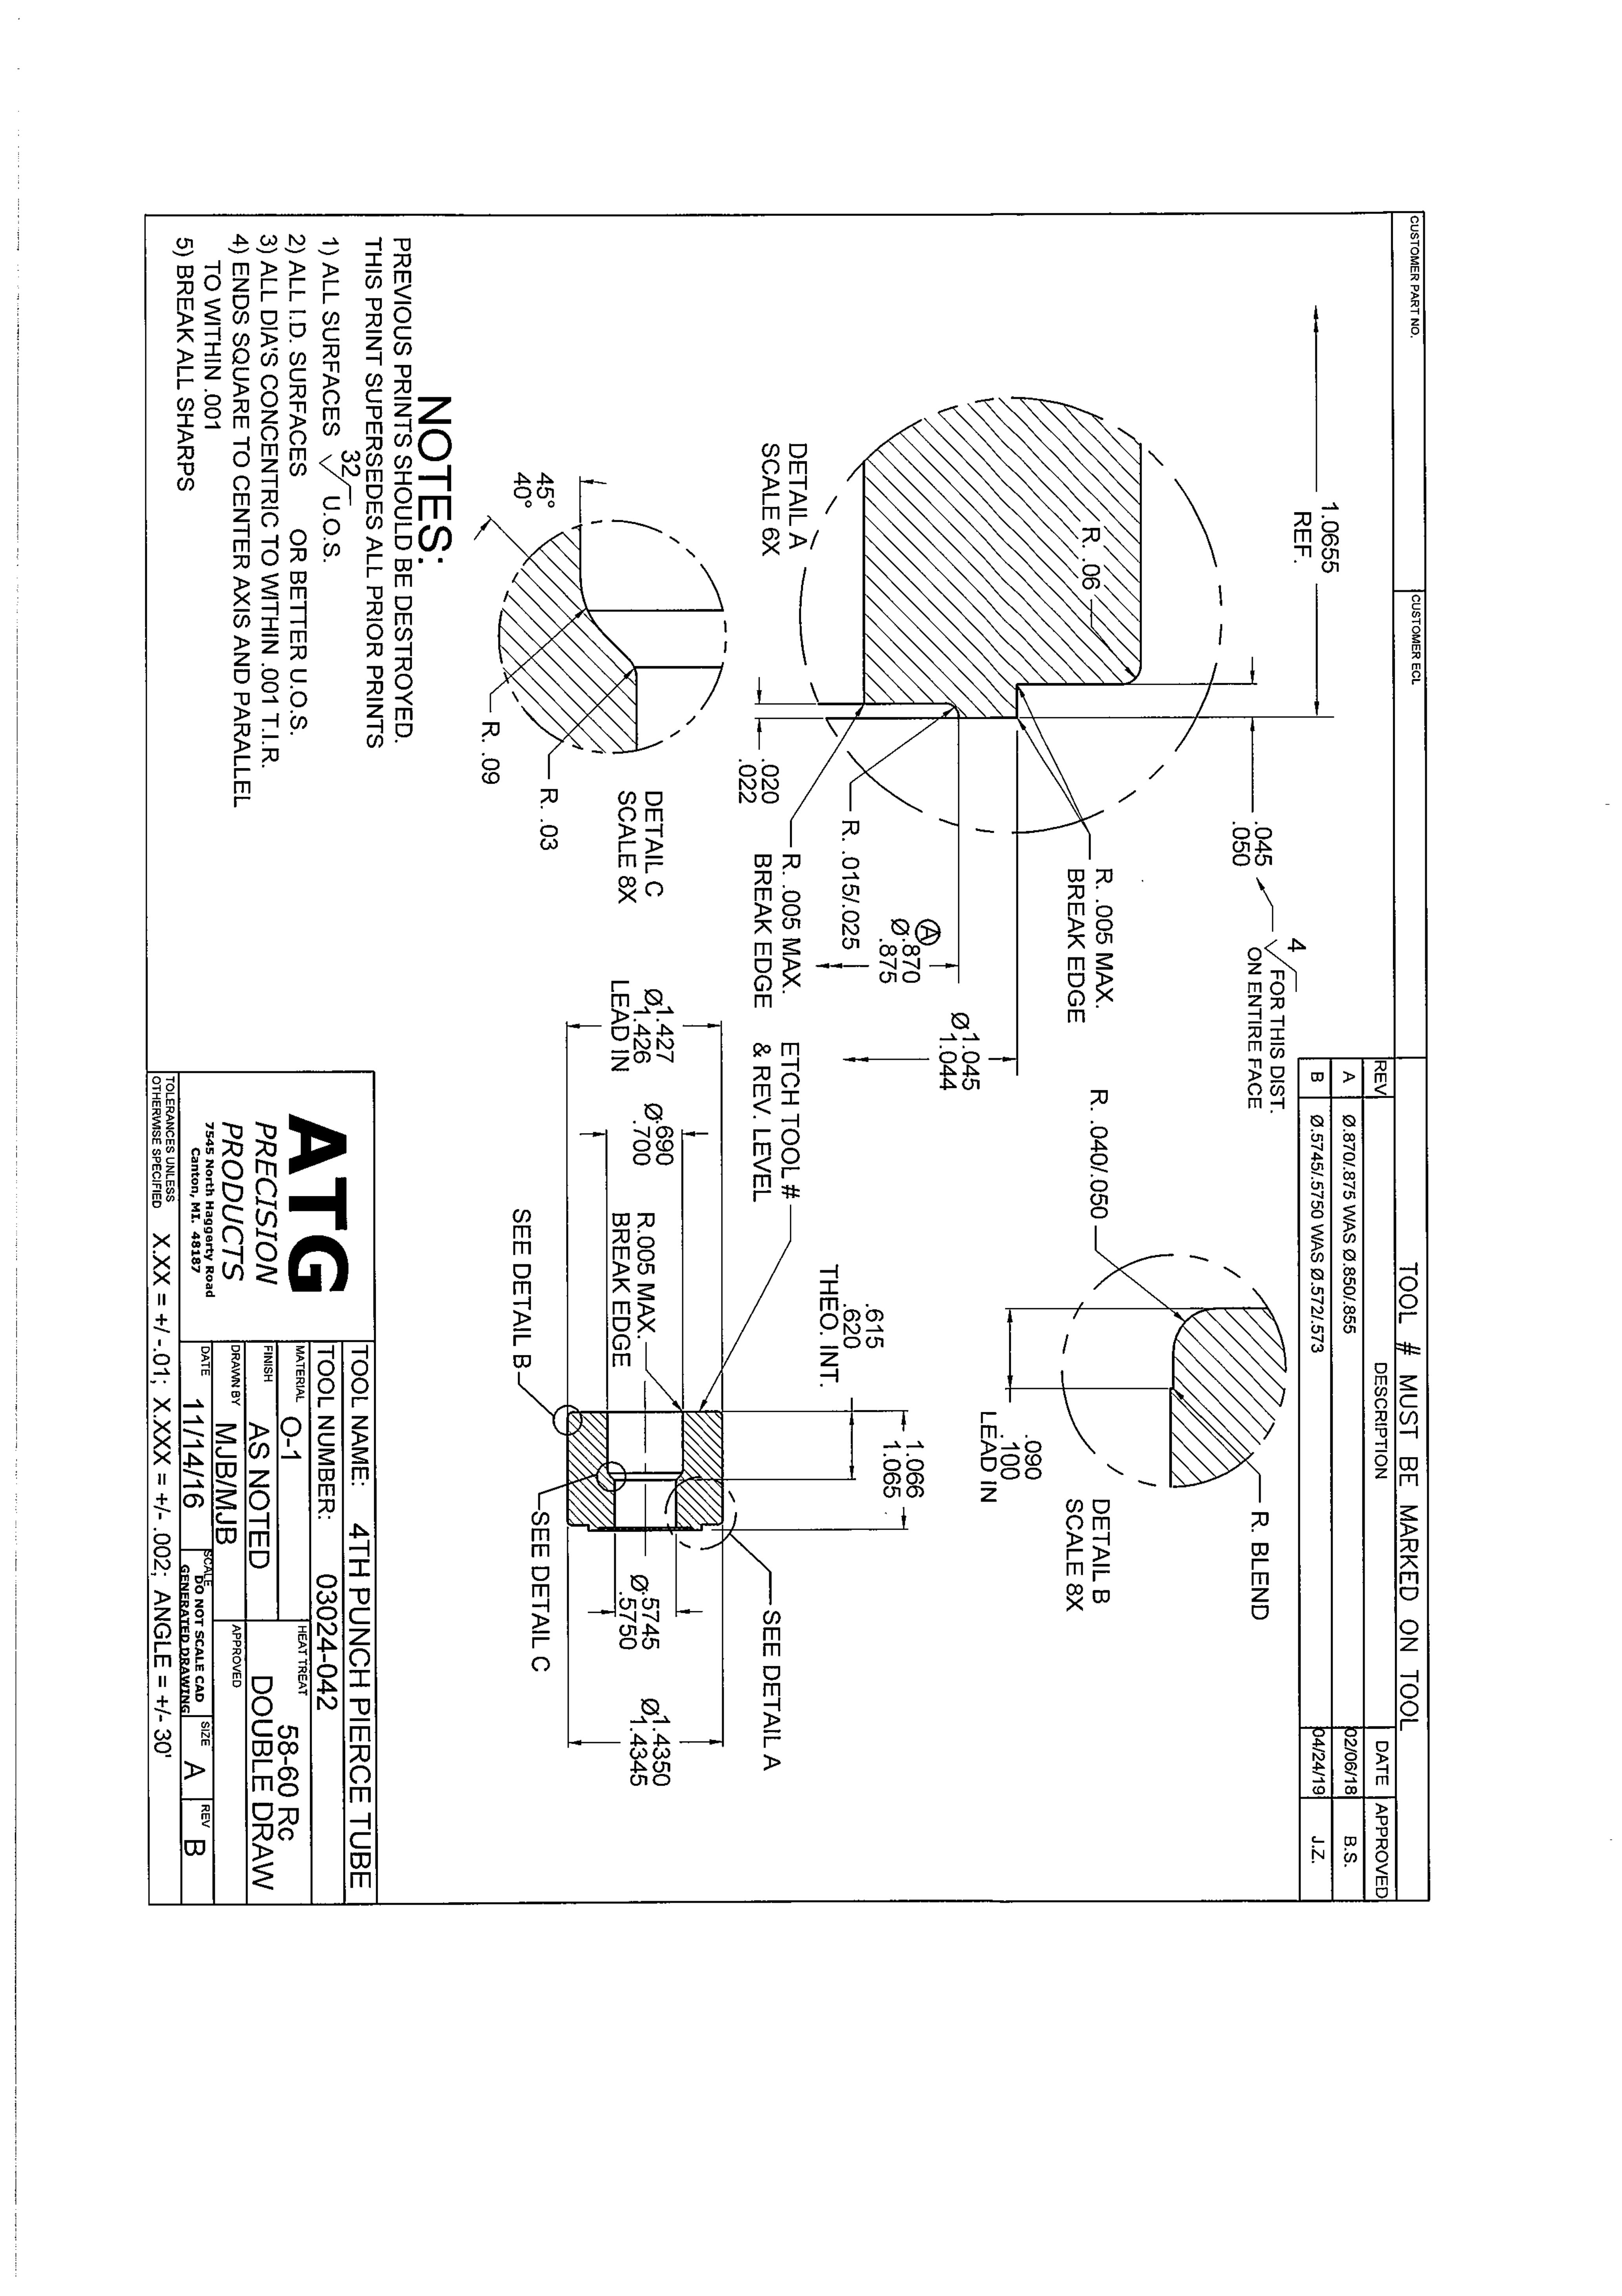 CUSTOMER PART NO.
CUSTOMER ECL
TOOL # MUST BE MARKED ON TOOL
REV
DESCRIPTION
DATE
APPROVED
A
Ø.870/.875 WAS Ø.850/.855
02/06/18
B.S.
B
Ø.5745/.5750 WAS Ø.572/.573
04/24/19
J.Z.
1.0655
REF.
.045
.050
4
FOR THIS DIST.
ON ENTIRE FACE
R. .06
R. .005 MAX.
BREAK EDGE
Ø1.045
1.044
A
Ø.870
.875
R. .015/.025
R. .005 MAX.
BREAK EDGE
.020
.022
DETAIL A
SCALE 6X
R. .040/.050
R. BLEND
.090
.100
LEAD IN
DETAIL B
SCALE 8X
45°
40°
R. .09
R. .03
DETAIL C
SCALE 8X
ETCH TOOL #
& REV. LEVEL
.615
.620
THEO. INT.
1.066
1.065
Ø1.427
1.426
LEAD IN
Ø.690
.700
R.005 MAX.
BREAK EDGE
SEE DETAIL B
SEE DETAIL C
SEE DETAIL A
Ø.5745
.5750
Ø1.4350
1.4345
NOTES:
PREVIOUS PRINTS SHOULD BE DESTROYED.
THIS PRINT SUPERSEDES ALL PRIOR PRINTS
1) ALL SURFACES 32 U.O.S.
2) ALL I.D. SURFACES OR BETTER U.O.S.
3) ALL DIA'S CONCENTRIC TO WITHIN .001 T.I.R.
4) ENDS SQUARE TO CENTER AXIS AND PARALLEL
TO WITHIN .001
5) BREAK ALL SHARPS
ATG
PRECISION
PRODUCTS
7545 North Haggerty Road
Canton, MI. 48187
TOOL NAME: 4TH PUNCH PIERCE TUBE
TOOL NUMBER: 03024-042
MATERIAL O-1
HEAT TREAT 58-60 Rc
DOUBLE DRAW
FINISH AS NOTED
DRAWN BY MJB/MJB
APPROVED
DATE 11/14/16
SCALE DO NOT SCALE CAD
GENERATED DRAWING
SIZE A
REV B
TOLERANCES UNLESS
OTHERWISE SPECIFIED
X.XX = +/ -.01; X.XXX = +/- .002; ANGLE = +/- 30'